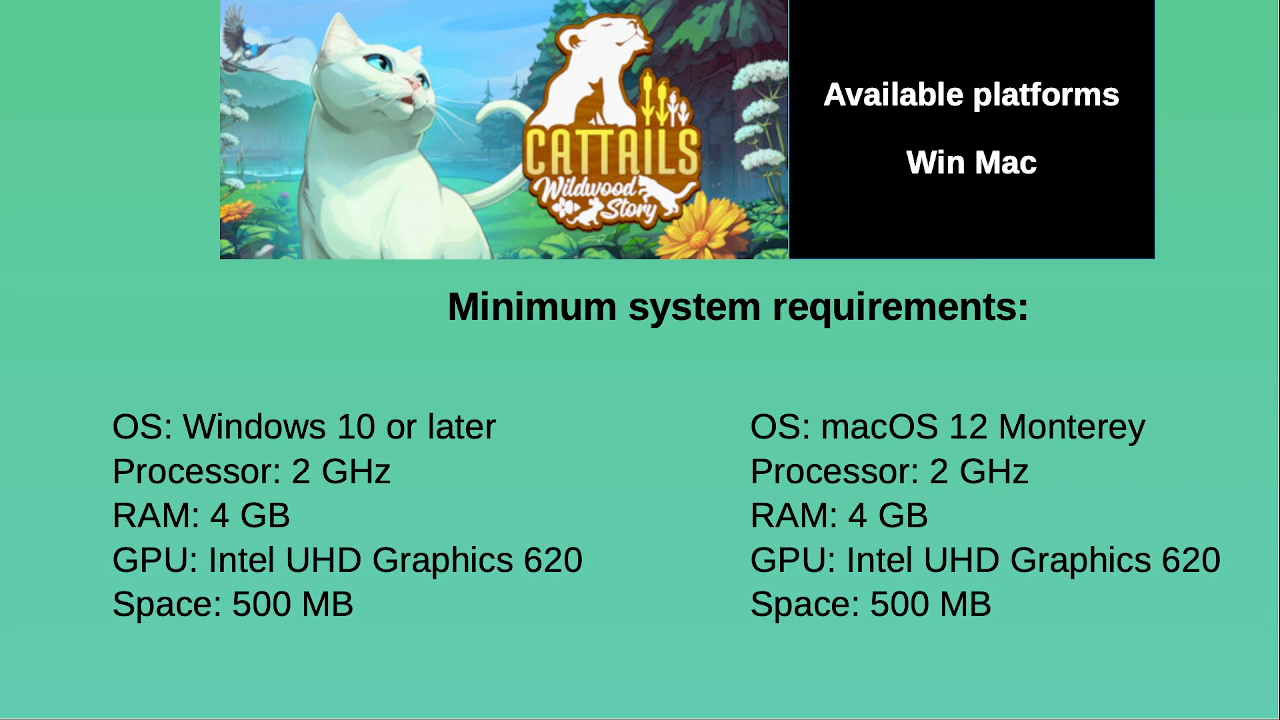 CATTAILS
Wildwood
Story
Available platforms
Win Mac
Minimum system requirements:
OS: Windows 10 or later
Processor: 2 GHz
RAM: 4 GB
GPU: Intel UHD Graphics 620
Space: 500 MB
OS: macOS 12 Monterey
Processor: 2 GHz
RAM: 4 GB
GPU: Intel UHD Graphics 620
Space: 500 MB